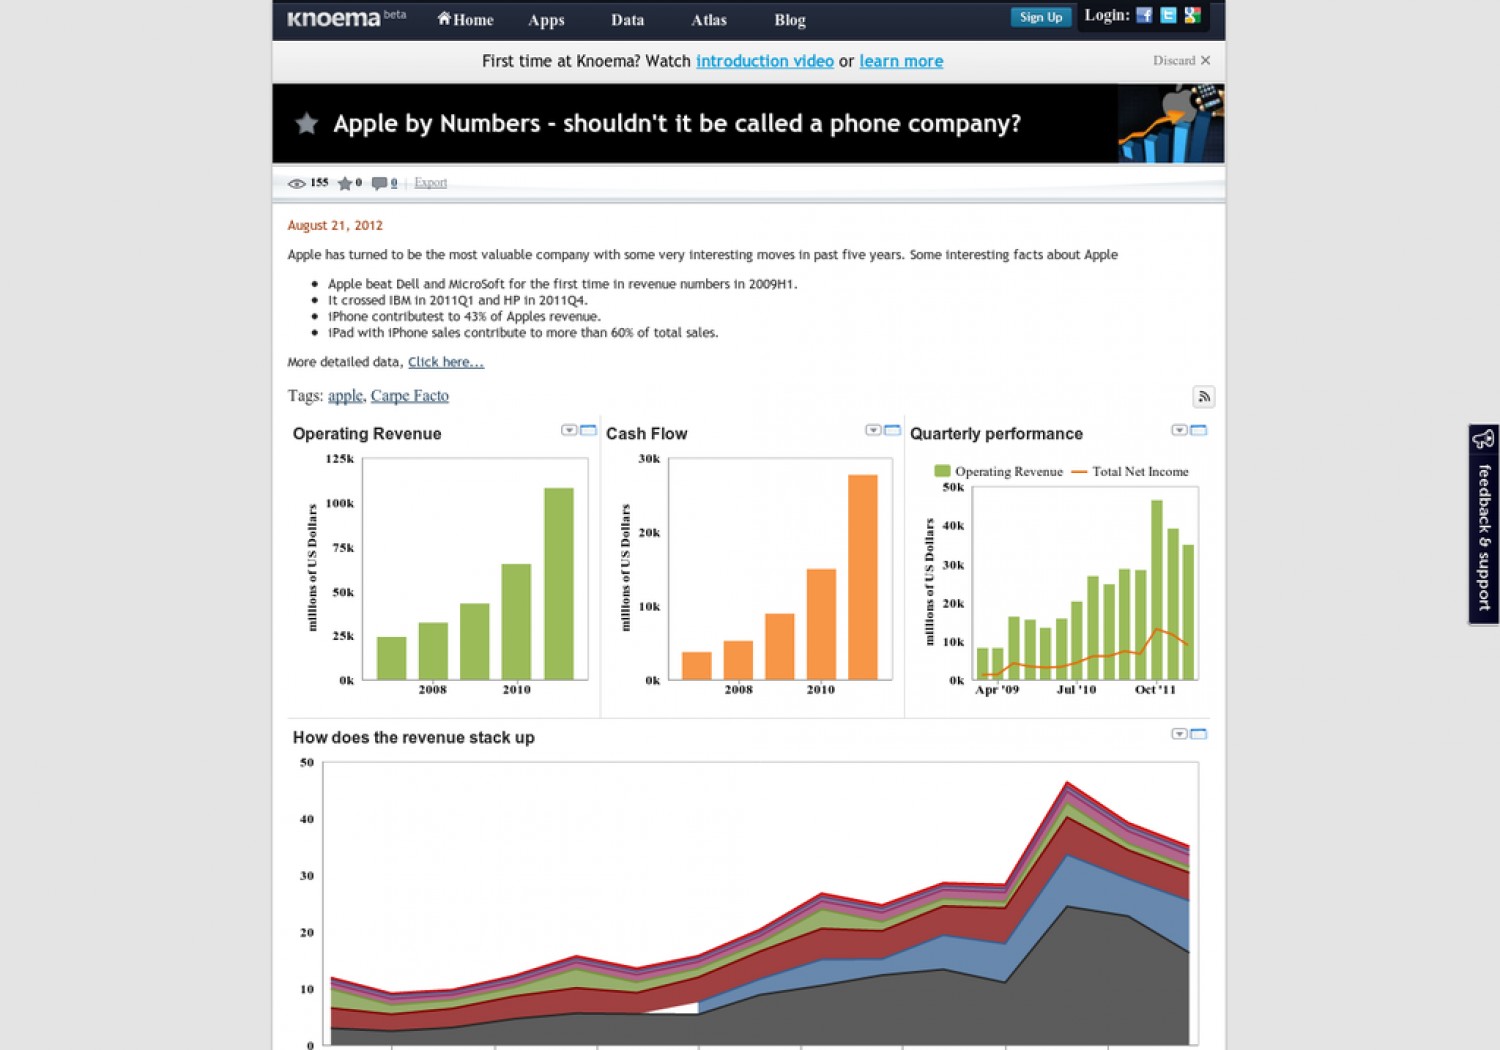 Knoema beta Home Apps Data Atlas Blog Sign Up Login:
First time at Knoema? Watch introduction video or learn more Discard ✕
Apple by Numbers - shouldn't it be called a phone company?
155 0 0 Export
August 21, 2012
Apple has turned to be the most valuable company with some very interesting moves in past five years. Some interesting facts about Apple
• Apple beat Dell and MicroSoft for the first time in revenue numbers in 2009H1.
• It crossed IBM in 2011Q1 and HP in 2011Q4.
• iPhone contributest to 43% of Apples revenue.
• iPad with iPhone sales contribute to more than 60% of total sales.
More detailed data, Click here...
Tags: apple, Carpe Facto
Operating Revenue
125k
100k
75k
50k
25k
0k
millions of US Dollars
2008 2010
Cash Flow
30k
20k
10k
0k
millions of US Dollars
2008 2010
Quarterly performance
Operating Revenue Total Net Income
50k
40k
30k
20k
10k
0k
millions of US Dollars
Apr '09 Jul '10 Oct '11
How does the revenue stack up
50
40
30
20
10
0
feedback & support